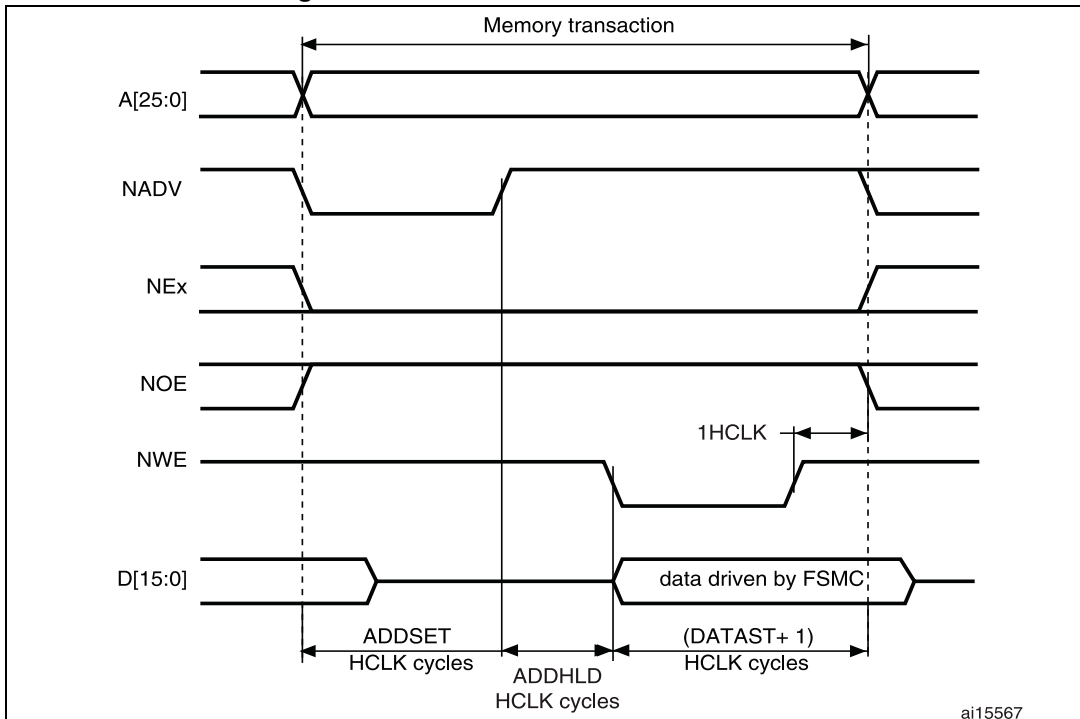 Memory transaction
A[25:0]
NADV
NEx
NOE
1HCLK
NWE
D[15:0]
data driven by FSMC
ADDSET
HCLK cycles
(DATAST+ 1)
HCLK cycles
ADDHLD
HCLK cycles
ai15567